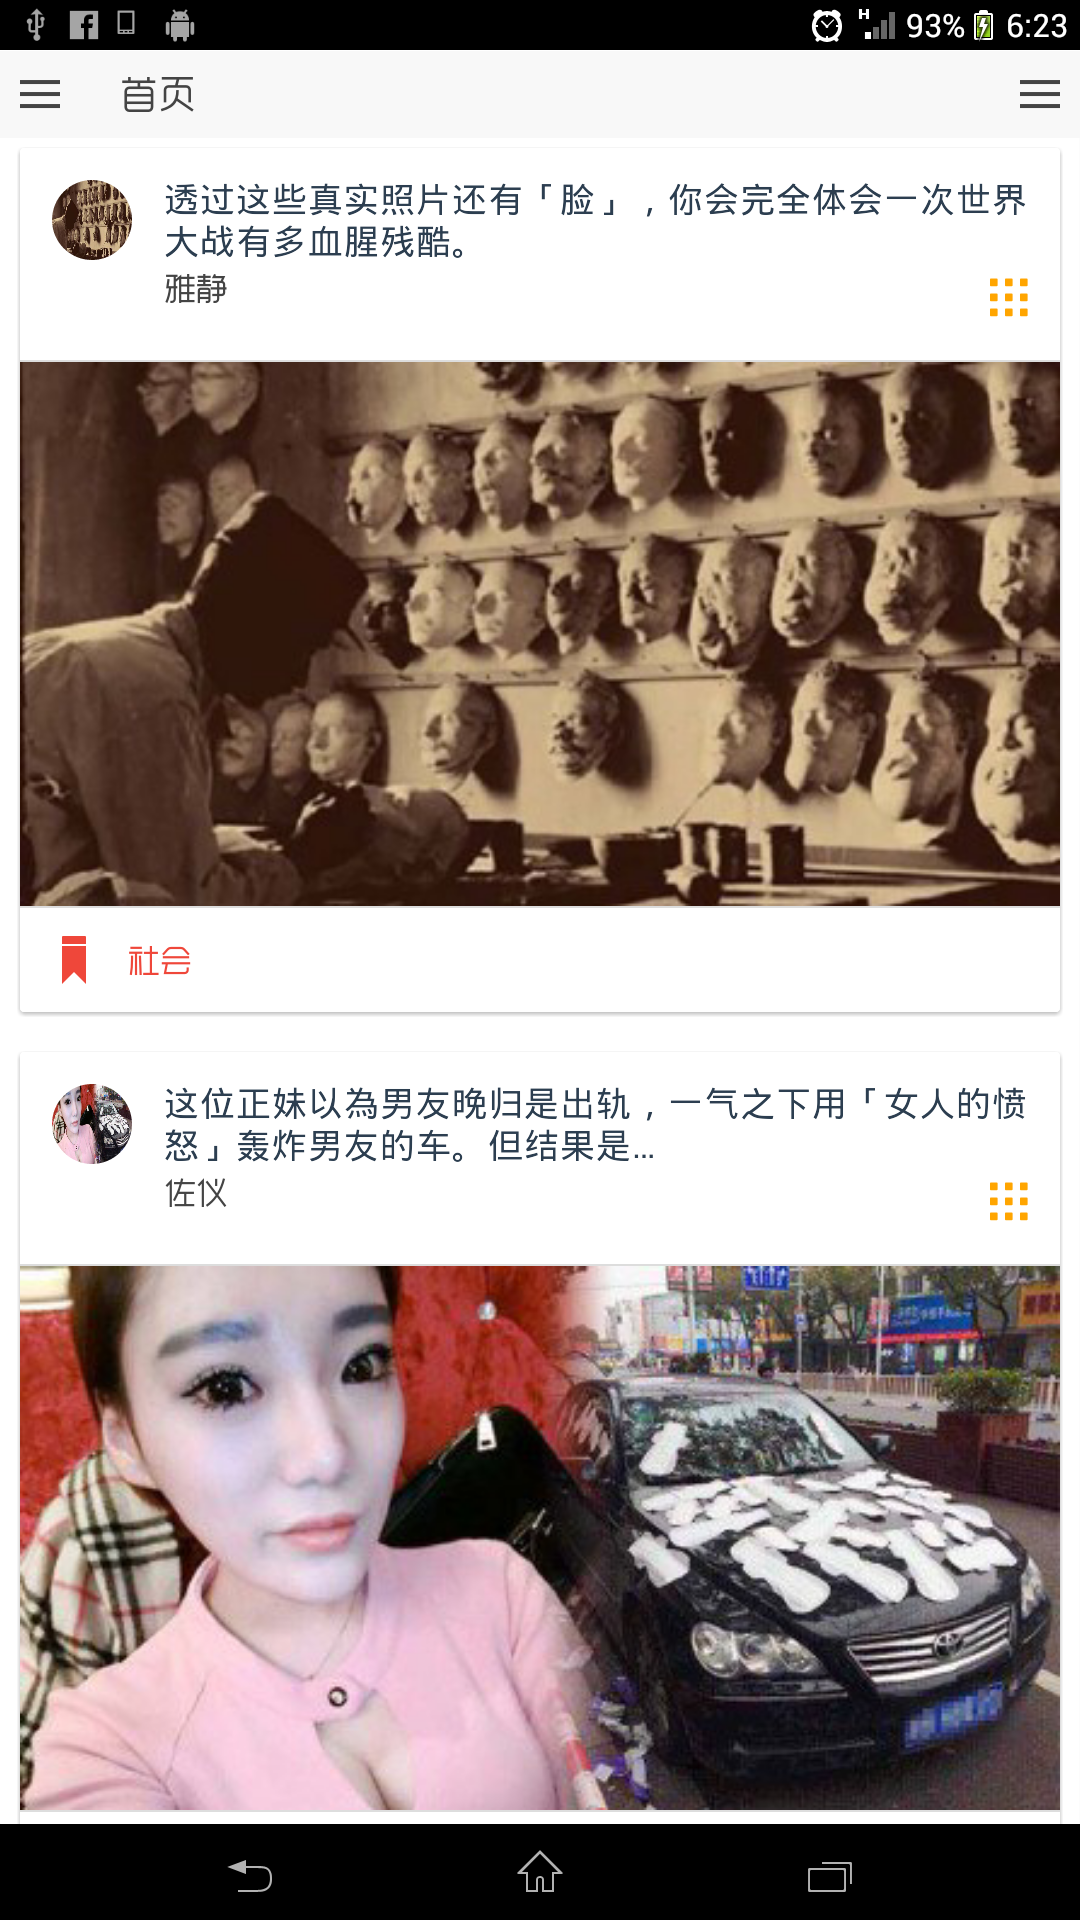 H 93% 6:23
首页
透过这些真实照片还有「脸」，你会完全体会一次世界
大战有多血腥残酷。
雅静
社会
这位正妹以為男友晚归是出轨，一气之下用「女人的愤
怒」轰炸男友的车。但结果是...
佐仪